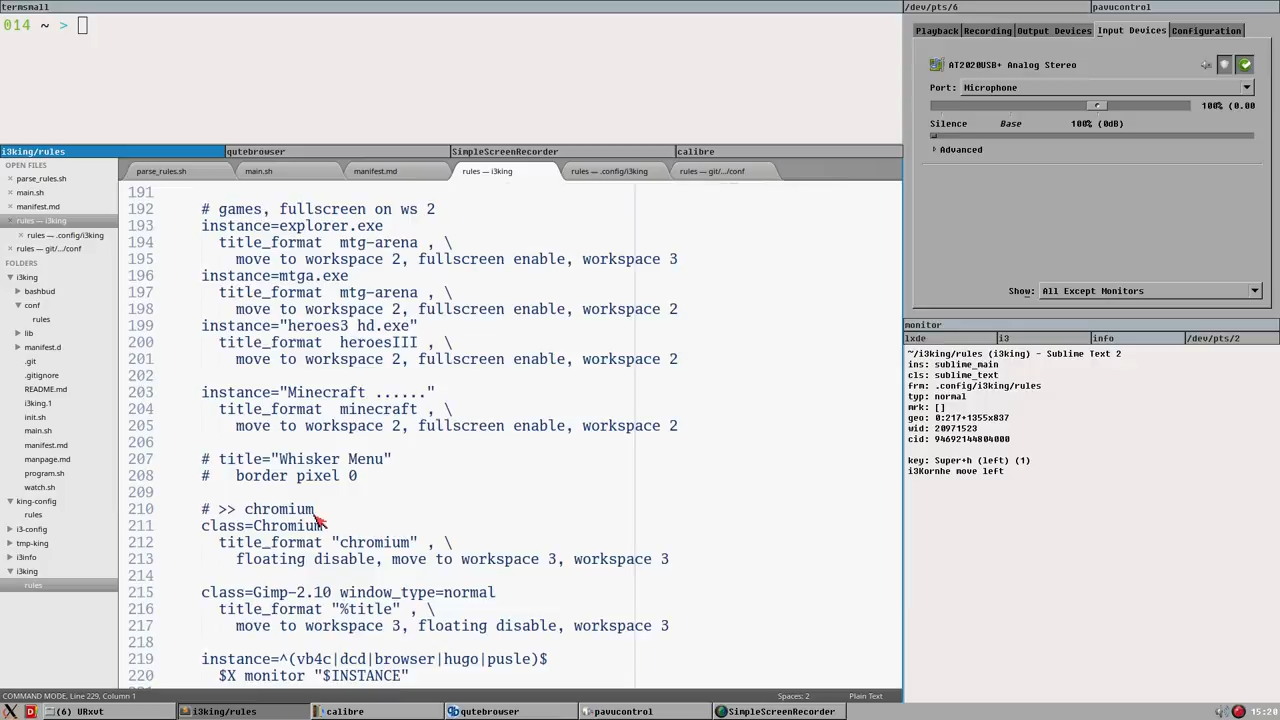 termsmall
/dev/pts/6
pavucontrol
014 ~ >
Playback Recording Output Devices Input Devices Configuration
AT2020USB+ Analog Stereo
Port: Microphone
100% (0.00
Silence Base 100% (0dB)
Advanced
Show: All Except Monitors
i3king/rules
qutebrowser
SimpleScreenRecorder
calibre
OPEN FILES
parse_rules.sh
main.sh
manifest.md
rules — i3king
rules — .config/i3king
rules — git/.../conf
FOLDERS
i3king
bashbud
conf
rules
lib
manifest.d
.git
.gitignore
README.md
i3king.1
init.sh
main.sh
manifest.md
manpage.md
program.sh
watch.sh
king-config
rules
i3-config
tmp-king
i3info
i3king
rules
parse_rules.sh
main.sh
manifest.md
rules — i3king
rules — .config/i3king
rules — git/.../conf
191
192 # games, fullscreen on ws 2
193 instance=explorer.exe
194 title_format  mtg-arena , \
195 move to workspace 2, fullscreen enable, workspace 3
196 instance=mtga.exe
197 title_format  mtg-arena , \
198 move to workspace 2, fullscreen enable, workspace 2
199 instance="heroes3 hd.exe"
200 title_format  heroesIII , \
201 move to workspace 2, fullscreen enable, workspace 2
202
203 instance="Minecraft ......"
204 title_format  minecraft , \
205 move to workspace 2, fullscreen enable, workspace 2
206
207 # title="Whisker Menu"
208 #   border pixel 0
209
210 # >> chromium
211 class=Chromium
212 title_format "chromium" , \
213 floating disable, move to workspace 3, workspace 3
214
215 class=Gimp-2.10 window_type=normal
216 title_format "%title" , \
217 move to workspace 3, floating disable, workspace 3
218
219 instance=^(vb4c|dcd|browser|hugo|pusle)$
220 $X monitor "$INSTANCE"
COMMAND MODE, Line 229, Column 1
Spaces: 2
Plain Text
monitor
lxde
i3
info
/dev/pts/2
~/i3king/rules (i3king) - Sublime Text 2
ins: sublime_main
cls: sublime_text
frm: .config/i3king/rules
typ: normal
mrk: []
geo: 0:217+1355x837
wid: 20971523
cid: 94692144804000
key: Super+h (left) (1)
i3Kornhe move left
(6) URxvt
i3king/rules
calibre
qutebrowser
pavucontrol
SimpleScreenRecorder
15:20